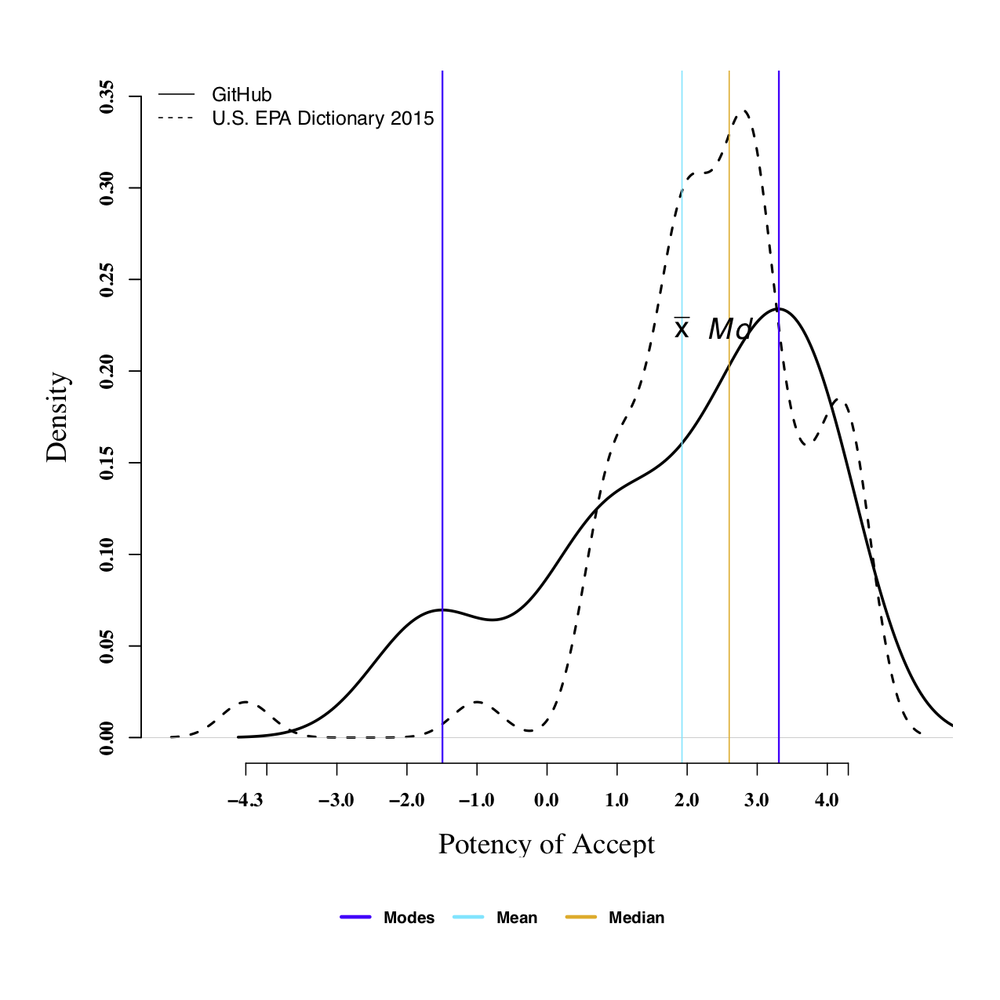 GitHub
U.S. EPA Dictionary 2015
0.35
0.30
0.25
0.20
0.15
0.10
0.05
0.00
Density
x̅ Md
−4.3 −3.0 −2.0 −1.0 0.0 1.0 2.0 3.0 4.0
Potency of Accept
Modes Mean Median